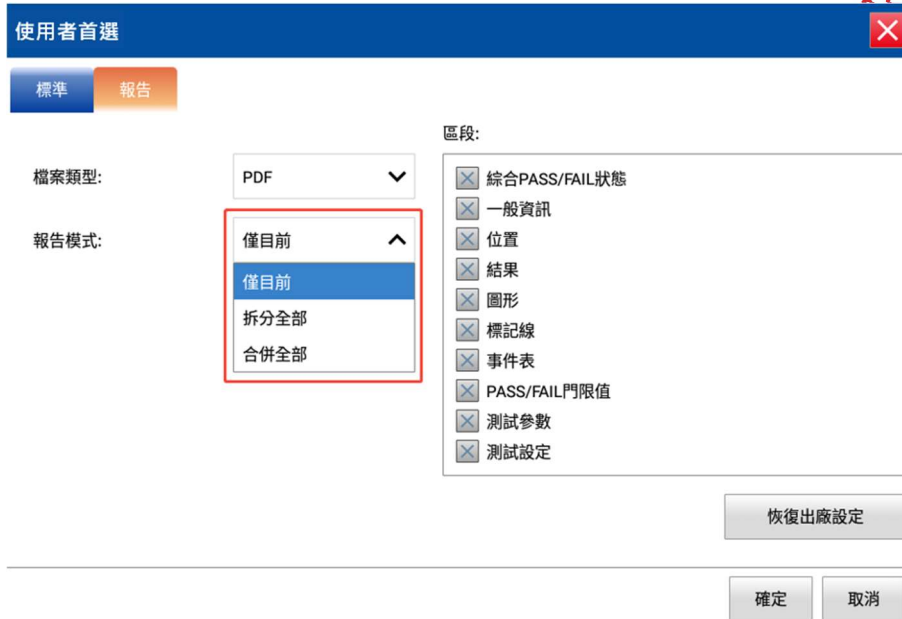 使用者首選
標準
報告
檔案類型:
PDF
報告模式:
僅目前
僅目前
拆分全部
合併全部
區段:
綜合PASS/FAIL狀態
一般資訊
位置
結果
圖形
標記線
事件表
PASS/FAIL門限值
測試參數
測試設定
恢復出廠設定
確定
取消